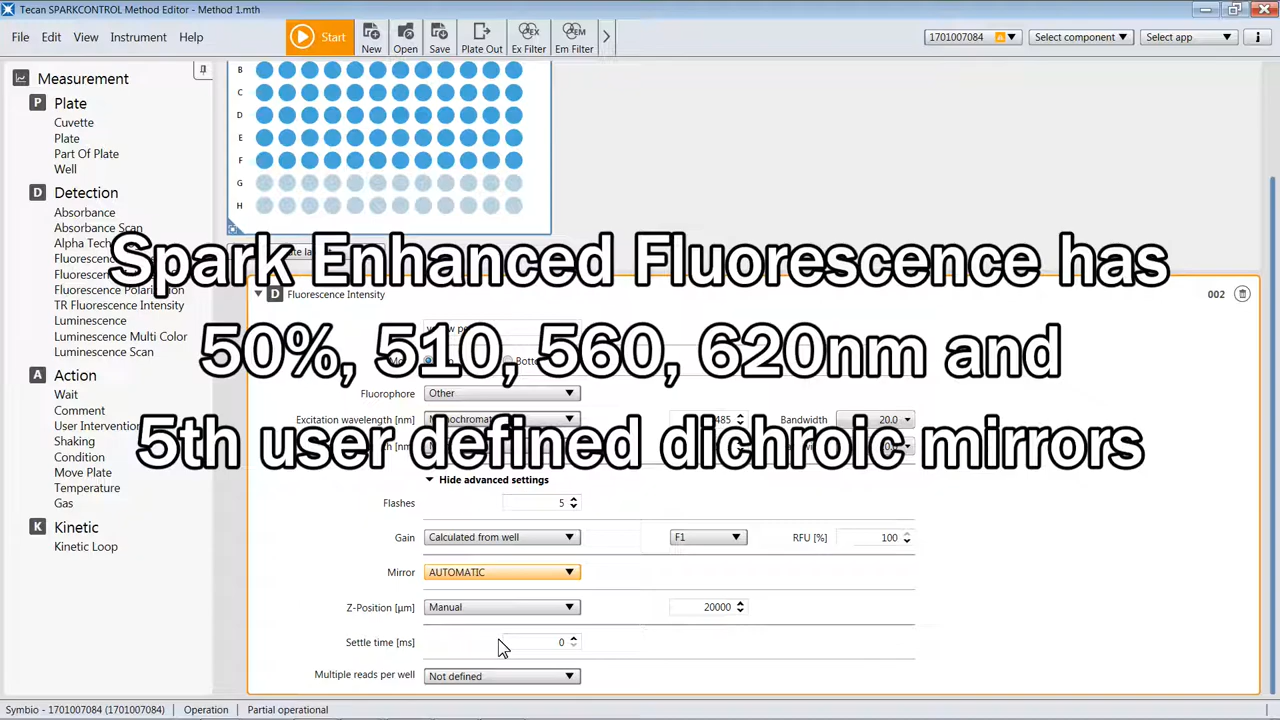 Tecan SPARKCONTROL Method Editor - Method 1.mth
File Edit View Instrument Help
Start
New
Open
Save
Plate Out
Ex Filter
Em Filter
1701007084
Select component
Select app
Measurement
P Plate
Cuvette
Plate
Part Of Plate
Well
D Detection
Absorbance
Absorbance Scan
Alpha
Fluorescence
TR Fluorescence Intensity
Luminescence
Luminescence Multi Color
Luminescence Scan
A Action
Wait
Comment
User Intervention
Shaking
Condition
Move Plate
Temperature
Gas
K Kinetic
Kinetic Loop
B
C
D
E
F
G
H
Spark Enhanced Fluorescence has
50%, 510, 560, 620nm and
5th user defined dichroic mirrors
D Fluorescence Intensity 002
Fluorophore Other
Excitation wavelength [nm] 485 Bandwidth 20.0
Hide advanced settings
Flashes 5
Gain Calculated from well F1 RFU [%] 100
Mirror AUTOMATIC
Z-Position [µm] Manual 20000
Settle time [ms] 0
Multiple reads per well Not defined
Symbio - 1701007084 (1701007084) Operation Partial operational